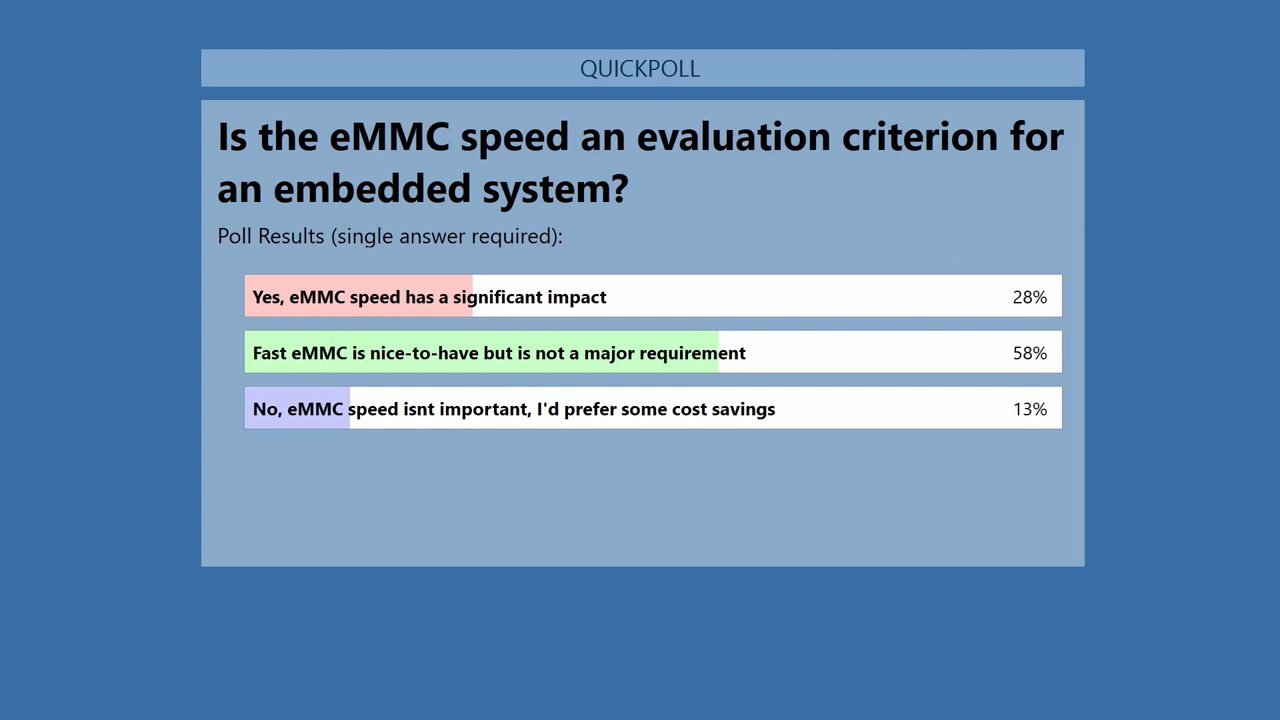 QUICKPOLL
Is the eMMC speed an evaluation criterion for
an embedded system?
Poll Results (single answer required):
Yes, eMMC speed has a significant impact 28%
Fast eMMC is nice-to-have but is not a major requirement 58%
No, eMMC speed isnt important, I'd prefer some cost savings 13%